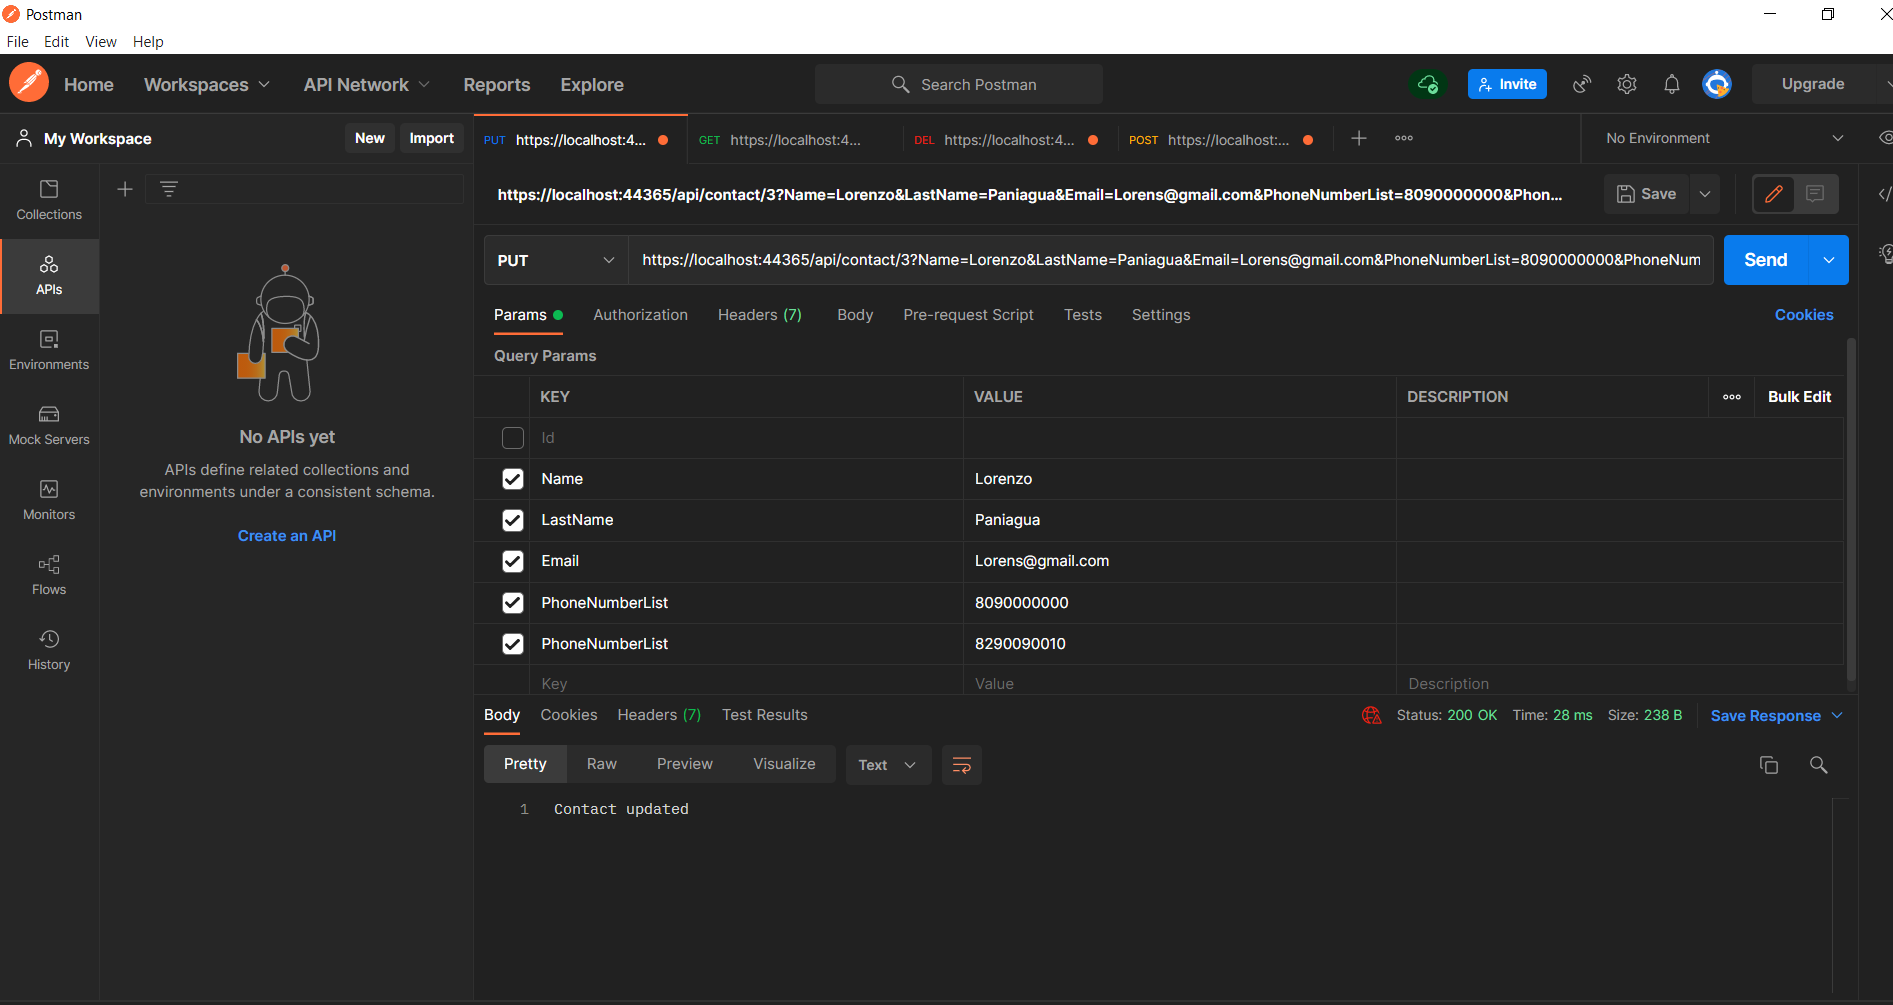 Postman
File Edit View Help
Home Workspaces API Network Reports Explore Search Postman Invite Upgrade
My Workspace New Import PUT https://localhost:4... GET https://localhost:4... DEL https://localhost:4... POST https://localhost:... No Environment
https://localhost:44365/api/contact/3?Name=Lorenzo&LastName=Paniagua&Email=Lorens@gmail.com&PhoneNumberList=8090000000&Phon... Save
PUT https://localhost:44365/api/contact/3?Name=Lorenzo&LastName=Paniagua&Email=Lorens@gmail.com&PhoneNumberList=8090000000&PhoneNum Send
Collections
APIs
Environments
Mock Servers
Monitors
Flows
History
No APIs yet
APIs define related collections and
environments under a consistent schema.
Create an API
Params Authorization Headers (7) Body Pre-request Script Tests Settings Cookies
Query Params
KEY VALUE DESCRIPTION Bulk Edit
Id
Name Lorenzo
LastName Paniagua
Email Lorens@gmail.com
PhoneNumberList 8090000000
PhoneNumberList 8290090010
Key Value Description
Body Cookies Headers (7) Test Results Status: 200 OK Time: 28 ms Size: 238 B Save Response
Pretty Raw Preview Visualize Text
1 Contact updated